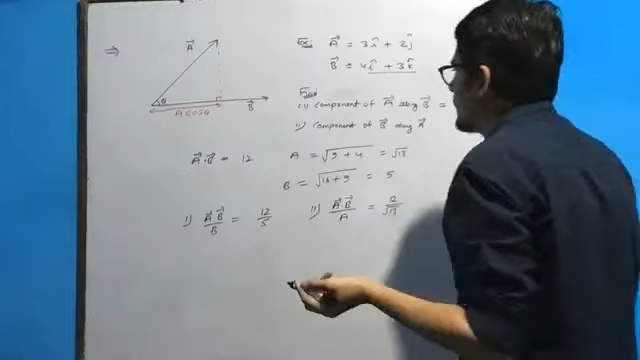 ⇒
A⃗
θ
B⃗
A cosθ
Ex: A⃗ = 3î + 2ĵ
B⃗ = 4î + 3k̂
Find
(i) component of A⃗ along B⃗ =
ii) component of B⃗ along A⃗
A⃗·B⃗ = 12
A = √9+4 = √13
B = √16+9 = 5
i) A⃗·B⃗/B = 12/5
ii) A⃗·B⃗/A = 12/√13